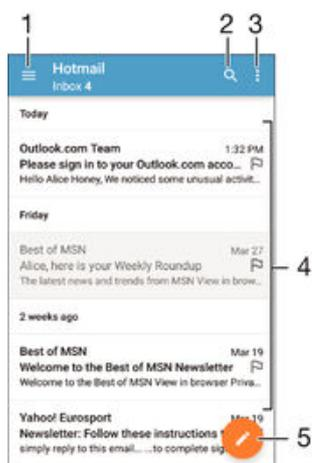 1 2 3
Hotmail
Inbox 4
Today
Outlook.com Team 1:32 PM
Please sign in to your Outlook.com acco...
Hello Alice Honey, We noticed some unusual activit...
Friday
Best of MSN Mar 27
Alice, here is your Weekly Roundup
The latest news and trends from MSN View in brow...
4
2 weeks ago
Best of MSN Mar 19
Welcome to the Best of MSN Newsletter
Welcome to the Best of MSN View in browser Priva...
Yahoo! Eurosport Mar 19
Newsletter: Follow these instructions
5
simply reply to this email... ...to complete